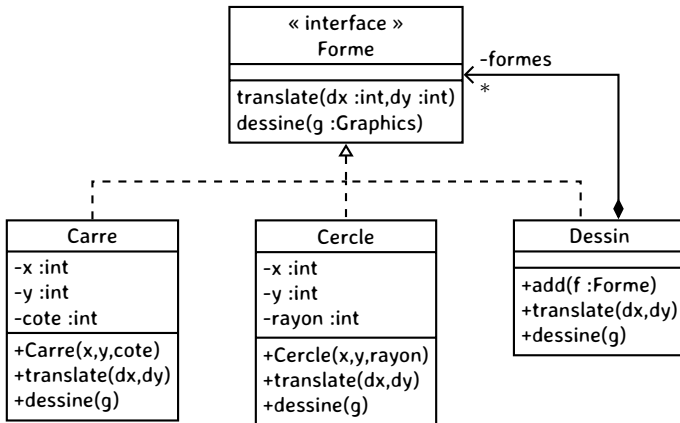 « interface »
Forme
translate(dx :int,dy :int)
dessine(g :Graphics)
-formes
*
Carre
-x :int
-y :int
-cote :int
+Carre(x,y,cote)
+translate(dx,dy)
+dessine(g)
Cercle
-x :int
-y :int
-rayon :int
+Cercle(x,y,rayon)
+translate(dx,dy)
+dessine(g)
Dessin
+add(f :Forme)
+translate(dx,dy)
+dessine(g)